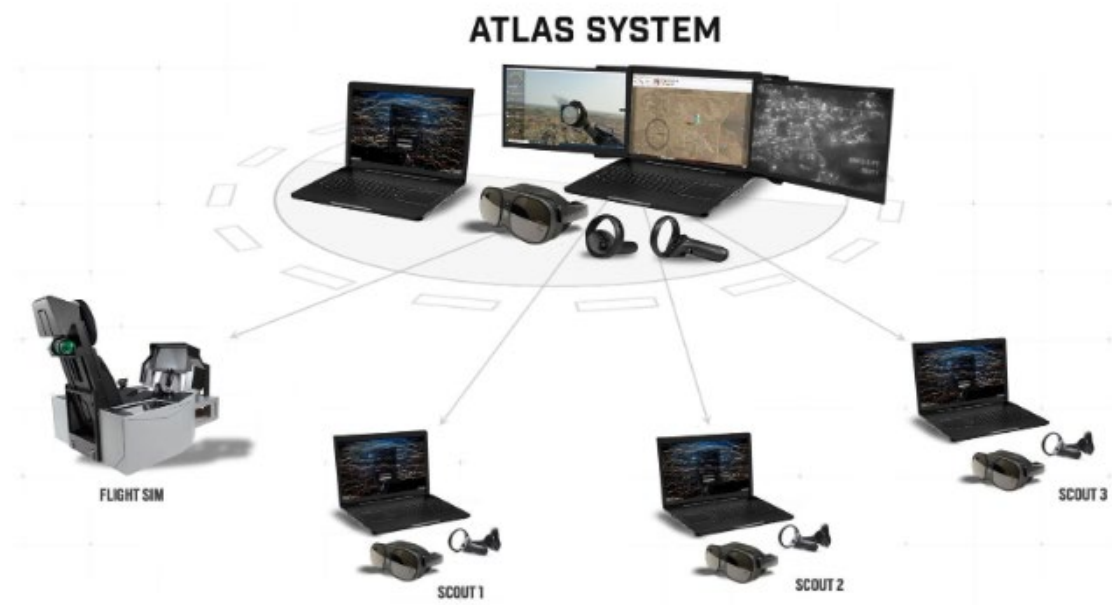 ATLAS SYSTEM
FLIGHT SIM
SCOUT 1
SCOUT 2
SCOUT 3